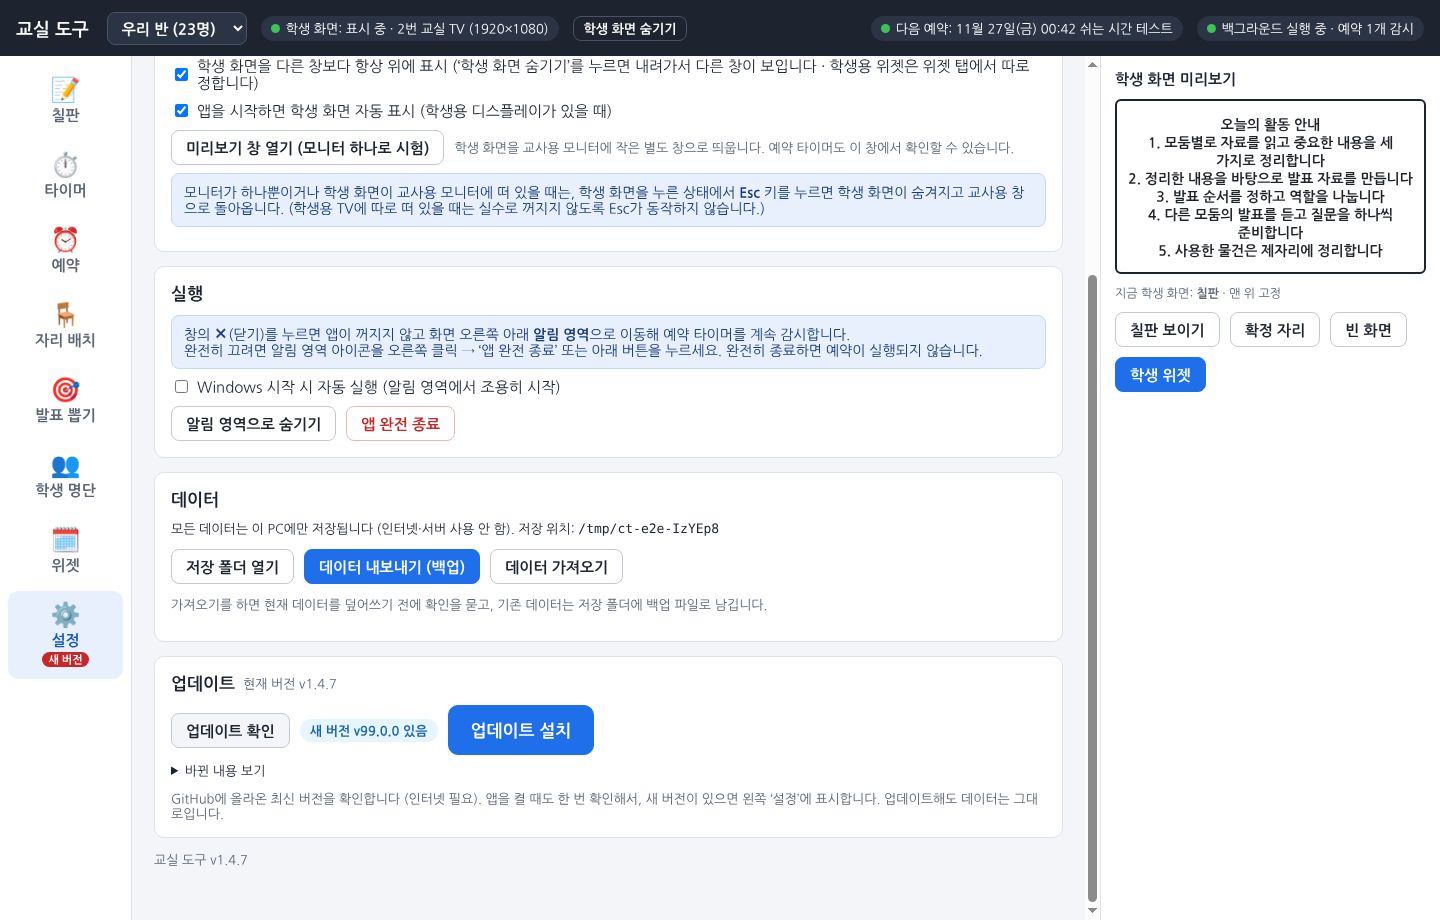 교실 도구
우리 반 (23명)
학생 화면: 표시 중 · 2번 교실 TV (1920×1080)
학생 화면 숨기기
다음 예약: 11월 27일(금) 00:42 쉬는 시간 테스트
백그라운드 실행 중 · 예약 1개 감시
칠판
타이머
예약
자리 배치
발표 뽑기
학생 명단
위젯
설정
새 버전
학생 화면을 다른 창보다 항상 위에 표시 (‘학생 화면 숨기기’를 누르면 내려가서 다른 창이 보입니다 · 학생용 위젯은 위젯 탭에서 따로
정합니다)
앱을 시작하면 학생 화면 자동 표시 (학생용 디스플레이가 있을 때)
미리보기 창 열기 (모니터 하나로 시험)
학생 화면을 교사용 모니터에 작은 별도 창으로 띄웁니다. 예약 타이머도 이 창에서 확인할 수 있습니다.
모니터가 하나뿐이거나 학생 화면이 교사용 모니터에 떠 있을 때는, 학생 화면을 누른 상태에서 Esc 키를 누르면 학생 화면이 숨겨지고 교사용 창
으로 돌아옵니다. (학생용 TV에 따로 떠 있을 때는 실수로 꺼지지 않도록 Esc가 동작하지 않습니다.)
실행
창의 ✕(닫기)를 누르면 앱이 꺼지지 않고 화면 오른쪽 아래 알림 영역으로 이동해 예약 타이머를 계속 감시합니다.
완전히 끄려면 알림 영역 아이콘을 오른쪽 클릭 → ‘앱 완전 종료’ 또는 아래 버튼을 누르세요. 완전히 종료하면 예약이 실행되지 않습니다.
Windows 시작 시 자동 실행 (알림 영역에서 조용히 시작)
알림 영역으로 숨기기
앱 완전 종료
데이터
모든 데이터는 이 PC에만 저장됩니다 (인터넷·서버 사용 안 함). 저장 위치: /tmp/ct-e2e-IzYEp8
저장 폴더 열기
데이터 내보내기 (백업)
데이터 가져오기
가져오기를 하면 현재 데이터를 덮어쓰기 전에 확인을 묻고, 기존 데이터는 저장 폴더에 백업 파일로 남깁니다.
업데이트 현재 버전 v1.4.7
업데이트 확인
새 버전 v99.0.0 있음
업데이트 설치
▶ 바뀐 내용 보기
GitHub에 올라온 최신 버전을 확인합니다 (인터넷 필요). 앱을 켤 때도 한 번 확인해서, 새 버전이 있으면 왼쪽 ‘설정’에 표시합니다. 업데이트해도 데이터는 그대
로입니다.
교실 도구 v1.4.7
학생 화면 미리보기
오늘의 활동 안내
1. 모둠별로 자료를 읽고 중요한 내용을 세
가지로 정리합니다
2. 정리한 내용을 바탕으로 발표 자료를 만듭니다
3. 발표 순서를 정하고 역할을 나눕니다
4. 다른 모둠의 발표를 듣고 질문을 하나씩
준비합니다
5. 사용한 물건은 제자리에 정리합니다
지금 학생 화면: 칠판 · 맨 위 고정
칠판 보이기
확정 자리
빈 화면
학생 위젯